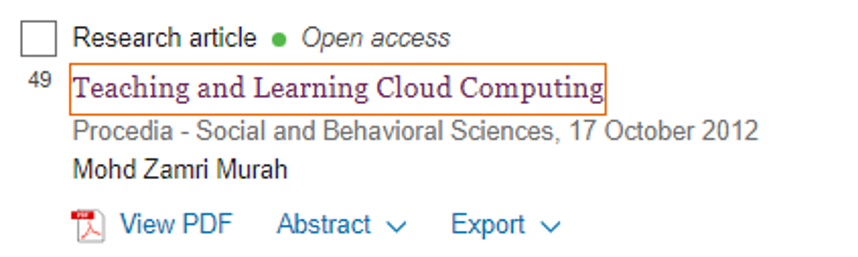 Research article Open access
49 Teaching and Learning Cloud Computing
Procedia - Social and Behavioral Sciences, 17 October 2012
Mohd Zamri Murah
PDF View PDF Abstract Export